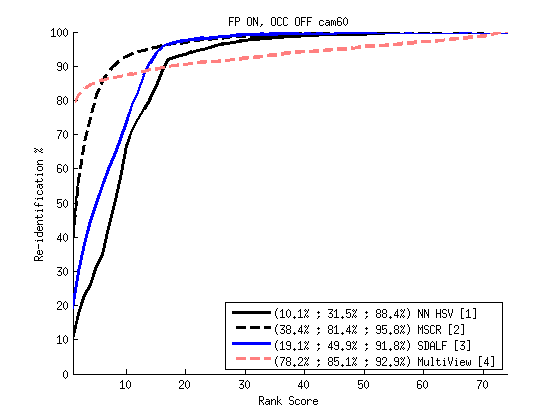 FP ON, OCC OFF cam60
100
90
80
70
60
50
40
30
20
10
0
Re-identification %
10
20
30
40
50
60
70
Rank Score
(10.1% ; 31.5% ; 88.4%) NN HSV [1]
(38.4% ; 81.4% ; 95.8%) MSCR [2]
(19.1% ; 49.9% ; 91.8%) SDALF [3]
(78.2% ; 85.1% ; 92.9%) MultiView [4]